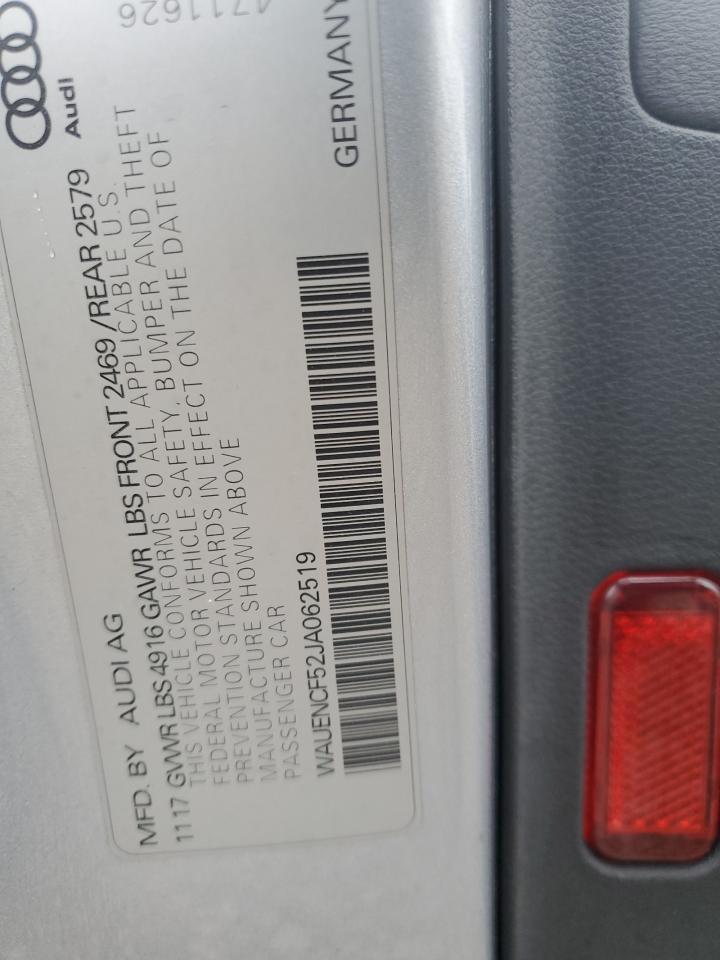 4711626
Audi
MFD. BY AUDI AG
GERMANY
1117 GVWR LBS 4916 GAWR LBS FRONT 2469 /REAR 2579
THIS VEHICLE CONFORMS TO ALL APPLICABLE U.S.
FEDERAL MOTOR VEHICLE SAFETY, BUMPER AND THEFT
PREVENTION STANDARDS IN EFFECT ON THE DATE OF
MANUFACTURE SHOWN ABOVE
PASSENGER CAR
WAUENCF52JA062519